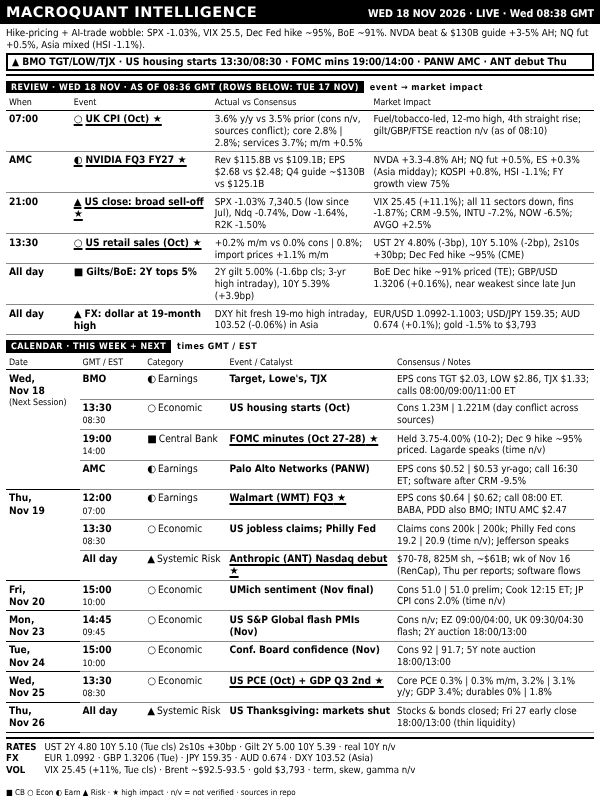 MACROQUANT INTELLIGENCE WED 18 NOV 2026 · LIVE · Wed 08:38 GMT
Hike-pricing + AI-trade wobble: SPX -1.03%, VIX 25.5, Dec Fed hike ~95%, BoE ~91%. NVDA beat & $130B guide +3-5% AH; NQ fut
+0.5%, Asia mixed (HSI -1.1%).
▲ BMO TGT/LOW/TJX · US housing starts 13:30/08:30 · FOMC mins 19:00/14:00 · PANW AMC · ANT debut Thu
REVIEW · WED 18 NOV · AS OF 08:36 GMT (ROWS BELOW: TUE 17 NOV) event → market impact
When Event Actual vs Consensus Market Impact
07:00 ○ UK CPI (Oct) ★ 3.6% y/y vs 3.5% prior (cons n/v, Fuel/tobacco-led, 12-mo high, 4th straight rise;
sources conflict); core 2.8% | gilt/GBP/FTSE reaction n/v (as of 08:10)
2.8%; services 3.7%; m/m +0.5%
AMC ◐ NVIDIA FQ3 FY27 ★ Rev $115.8B vs $109.1B; EPS NVDA +3.3-4.8% AH; NQ fut +0.5%, ES +0.3%
$2.68 vs $2.48; Q4 guide ~$130B (Asia midday); KOSPI +0.8%, HSI -1.1%; FY
vs $125.1B growth view 75%
21:00 ▲ US close: broad sell-off SPX -1.03% 7,340.5 (low since VIX 25.45 (+11.1%); all 11 sectors down, fins
★ Jul), Ndq -0.74%, Dow -1.64%, -1.87%; CRM -9.5%, INTU -7.2%, NOW -6.5%;
R2K -1.50% AVGO +2.5%
13:30 ○ US retail sales (Oct) ★ +0.2% m/m vs 0.0% cons | 0.8%; UST 2Y 4.80% (-3bp), 10Y 5.10% (-2bp), 2s10s
import prices +1.1% m/m +30bp; Dec Fed hike ~95% (CME)
All day ■ Gilts/BoE: 2Y tops 5% 2Y gilt 5.00% (-1.6bp cls; 3-yr BoE Dec hike ~91% priced (TE); GBP/USD
high intraday), 10Y 5.39% 1.3206 (+0.16%), near weakest since late Jun
(+3.9bp)
All day ▲ FX: dollar at 19-month DXY hit fresh 19-mo high intraday, EUR/USD 1.0992-1.1003; USD/JPY 159.35; AUD
high 103.52 (-0.06%) in Asia 0.674 (+0.1%); gold -1.5% to $3,793
CALENDAR · THIS WEEK + NEXT times GMT / EST
Date GMT / EST Category Event / Catalyst Consensus / Notes
Wed, BMO ◐ Earnings Target, Lowe's, TJX EPS cons TGT $2.03, LOW $2.86, TJX $1.33;
Nov 18 calls 08:00/09:00/11:00 ET
(Next Session)
13:30 ○ Economic US housing starts (Oct) Cons 1.23M | 1.221M (day conflict across
08:30 sources)
19:00 ■ Central Bank FOMC minutes (Oct 27-28) ★ Held 3.75-4.00% (10-2); Dec 9 hike ~95%
14:00 priced. Lagarde speaks (time n/v)
AMC ◐ Earnings Palo Alto Networks (PANW) EPS cons $0.52 | $0.53 yr-ago; call 16:30
ET; software after CRM -9.5%
Thu, 12:00 ◐ Earnings Walmart (WMT) FQ3 ★ EPS cons $0.64 | $0.62; call 08:00 ET.
Nov 19 07:00 BABA, PDD also BMO; INTU AMC $2.47
13:30 ○ Economic US jobless claims; Philly Fed Claims cons 200k | 200k; Philly Fed cons
08:30 19.2 | 20.9 (time n/v); Jefferson speaks
All day ▲ Systemic Risk Anthropic (ANT) Nasdaq debut $70-78, 825M sh, ~$61B; wk of Nov 16
★ (RenCap), Thu per reports; software flows
Fri, 15:00 ○ Economic UMich sentiment (Nov final) Cons 51.0 | 51.0 prelim; Cook 12:15 ET; JP
Nov 20 10:00 CPI cons 2.0% (time n/v)
Mon, 14:45 ○ Economic US S&P Global flash PMIs Cons n/v; EZ 09:00/04:00, UK 09:30/04:30
Nov 23 09:45 (Nov) flash; 2Y auction 18:00/13:00
Tue, 15:00 ○ Economic Conf. Board confidence (Nov) Cons 92 | 91.7; 5Y note auction
Nov 24 10:00 18:00/13:00
Wed, 13:30 ○ Economic US PCE (Oct) + GDP Q3 2nd ★ Core PCE 0.3% | 0.3% m/m, 3.2% | 3.1%
Nov 25 08:30 y/y; GDP 3.4%; durables 0% | 1.8%
Thu, All day ▲ Systemic Risk US Thanksgiving: markets shut Stocks & bonds closed; Fri 27 early close
Nov 26 18:00/13:00 (thin liquidity)
RATES UST 2Y 4.80 10Y 5.10 (Tue cls) 2s10s +30bp · Gilt 2Y 5.00 10Y 5.39 · real 10Y n/v
FX EUR 1.0992 · GBP 1.3206 (Tue) · JPY 159.35 · AUD 0.674 · DXY 103.52 (Asia)
VOL VIX 25.45 (+11%, Tue cls) · Brent ~$92.5-93.5 · gold $3,793 · term, skew, gamma n/v
■ CB ○ Econ ◐ Earn ▲ Risk · ★ high impact · n/v = not verified · sources in repo